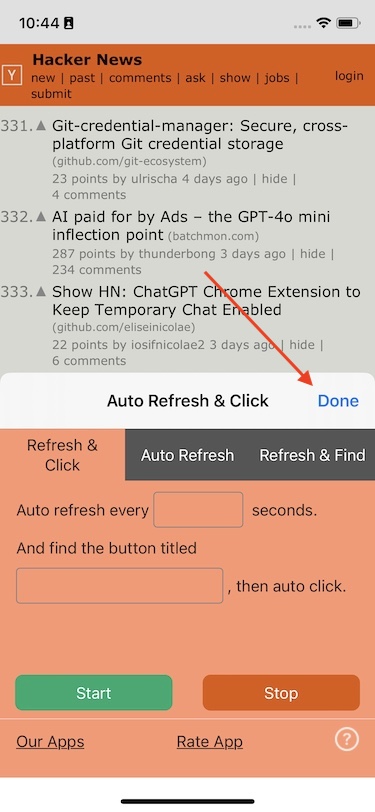 10:44
Hacker News
Y
new | past | comments | ask | show | jobs |
login
submit
331. Git-credential-manager: Secure, cross-
platform Git credential storage
(github.com/git-ecosystem)
23 points by ulrischa 4 days ago | hide |
4 comments
332. AI paid for by Ads – the GPT-4o mini
inflection point (batchmon.com)
287 points by thunderbong 3 days ago | hide |
234 comments
333. Show HN: ChatGPT Chrome Extension to
Keep Temporary Chat Enabled
(github.com/eliseinicolae)
22 points by iosifnicolae2 3 days ago | hide |
6 comments
Auto Refresh & Click
Done
Refresh &
Click
Auto Refresh
Refresh & Find
Auto refresh every seconds.
And find the button titled
, then auto click.
Start
Stop
Our Apps
Rate App
?